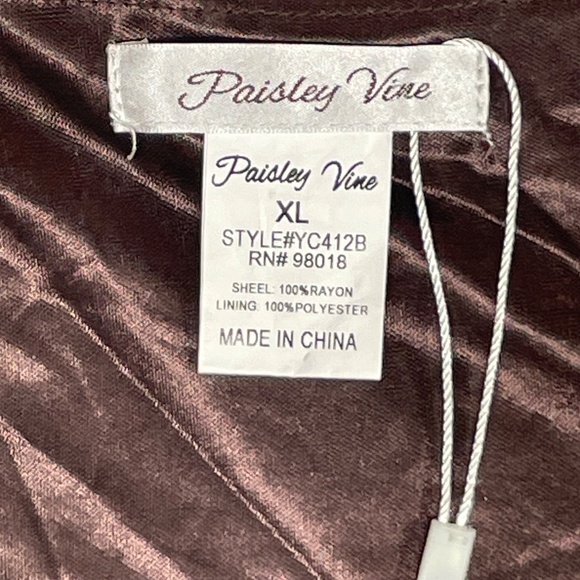 Paisley Vine
Paisley Vine
XL
STYLE#YC412B
RN# 98018
SHEEL: 100%RAYON
LINING: 100%POLYESTER
MADE IN CHINA